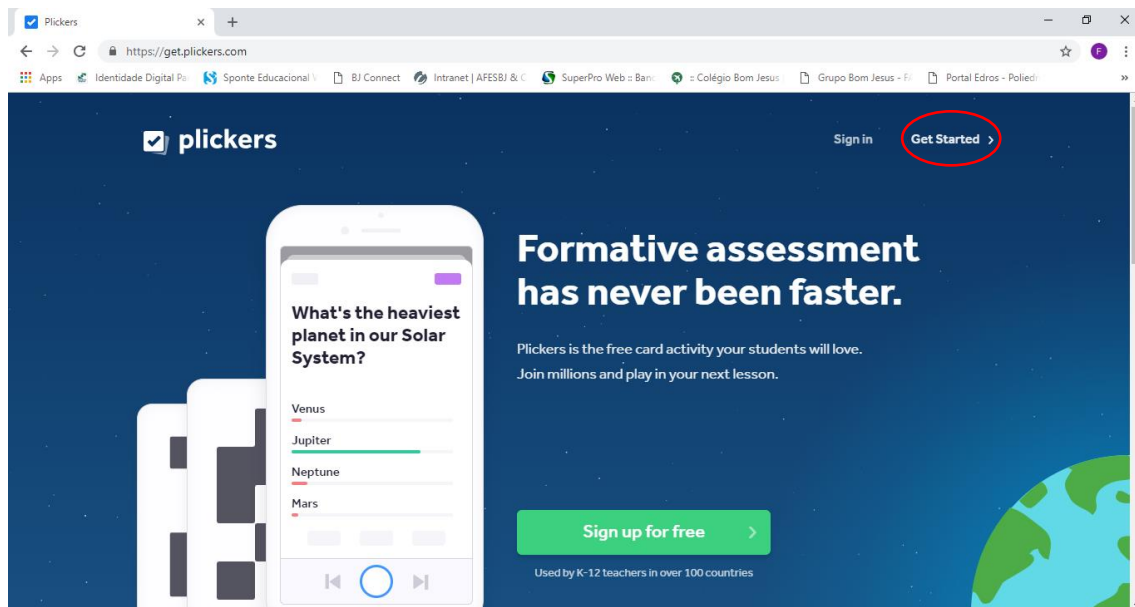 Plickers
https://get.plickers.com
F
Apps Identidade Digital Pa Sponte Educacional BJ Connect Intranet | AFESBJ & C SuperPro Web :: Banc :: Colégio Bom Jesus Grupo Bom Jesus - Portal Edros - Poliedr
plickers
Sign in Get Started
Formative assessment
has never been faster.
Plickers is the free card activity your students will love.
Join millions and play in your next lesson.
What's the heaviest
planet in our Solar
System?
Venus
Jupiter
Neptune
Mars
Sign up for free
Used by K-12 teachers in over 100 countries